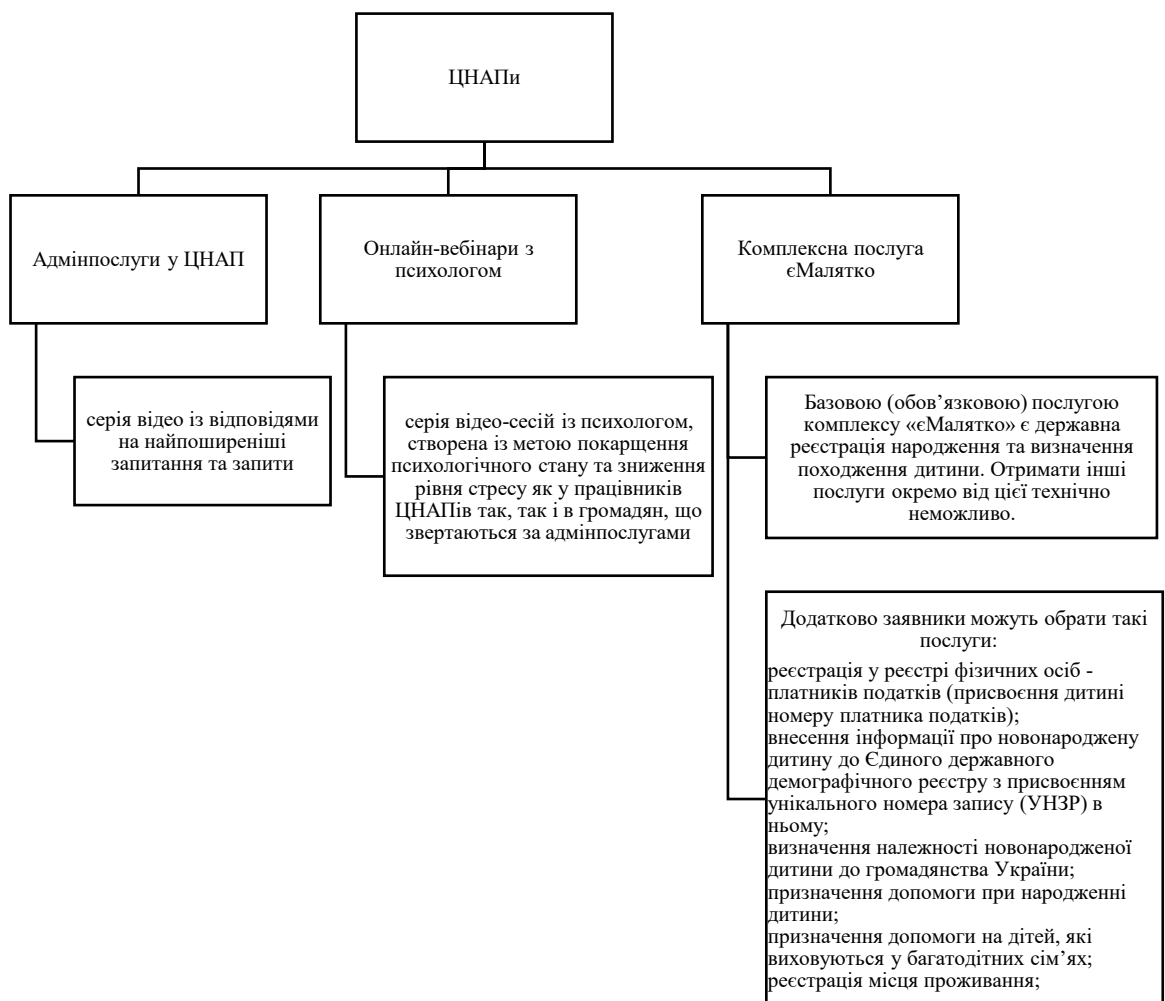 ЦНАПи
Адмінпослуги у ЦНАП
Онлайн-вебінари з
психологом
Комплексна послуга
єМалятко
серія відео із відповідями
на найпоширеніші
запитання та запити
серія відео-сесій із психологом,
створена із метою покарщення
психологічного стану та зниження
рівня стресу як у працівників
ЦНАПів так, так і в громадян, що
звертаються за адмінпослугами
Базовою (обов’язковою) послугою
комплексу «єМалятко» є державна
реєстрація народження та визначення
походження дитини. Отримати інші
послуги окремо від цієї технічно
неможливо.
Додатково заявники можуть обрати такі
послуги:
реєстрація у реєстрі фізичних осіб -
платників податків (присвоєння дитині
номеру платника податків);
внесення інформації про новонароджену
дитину до Єдиного державного
демографічного реєстру з присвоєнням
унікального номера запису (УНЗР) в
ньому;
визначення належності новонародженої
дитини до громадянства України;
призначення допомоги при народженні
дитини;
призначення допомоги на дітей, які
виховуються у багатодітних сім’ях;
реєстрація місця проживання;